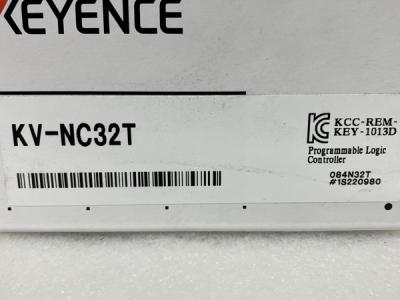 KEYENCE
KV-NC32T
KCC-REM-
KEY-1013D
Programmable Logic
Controller
084N32T
#1S220980